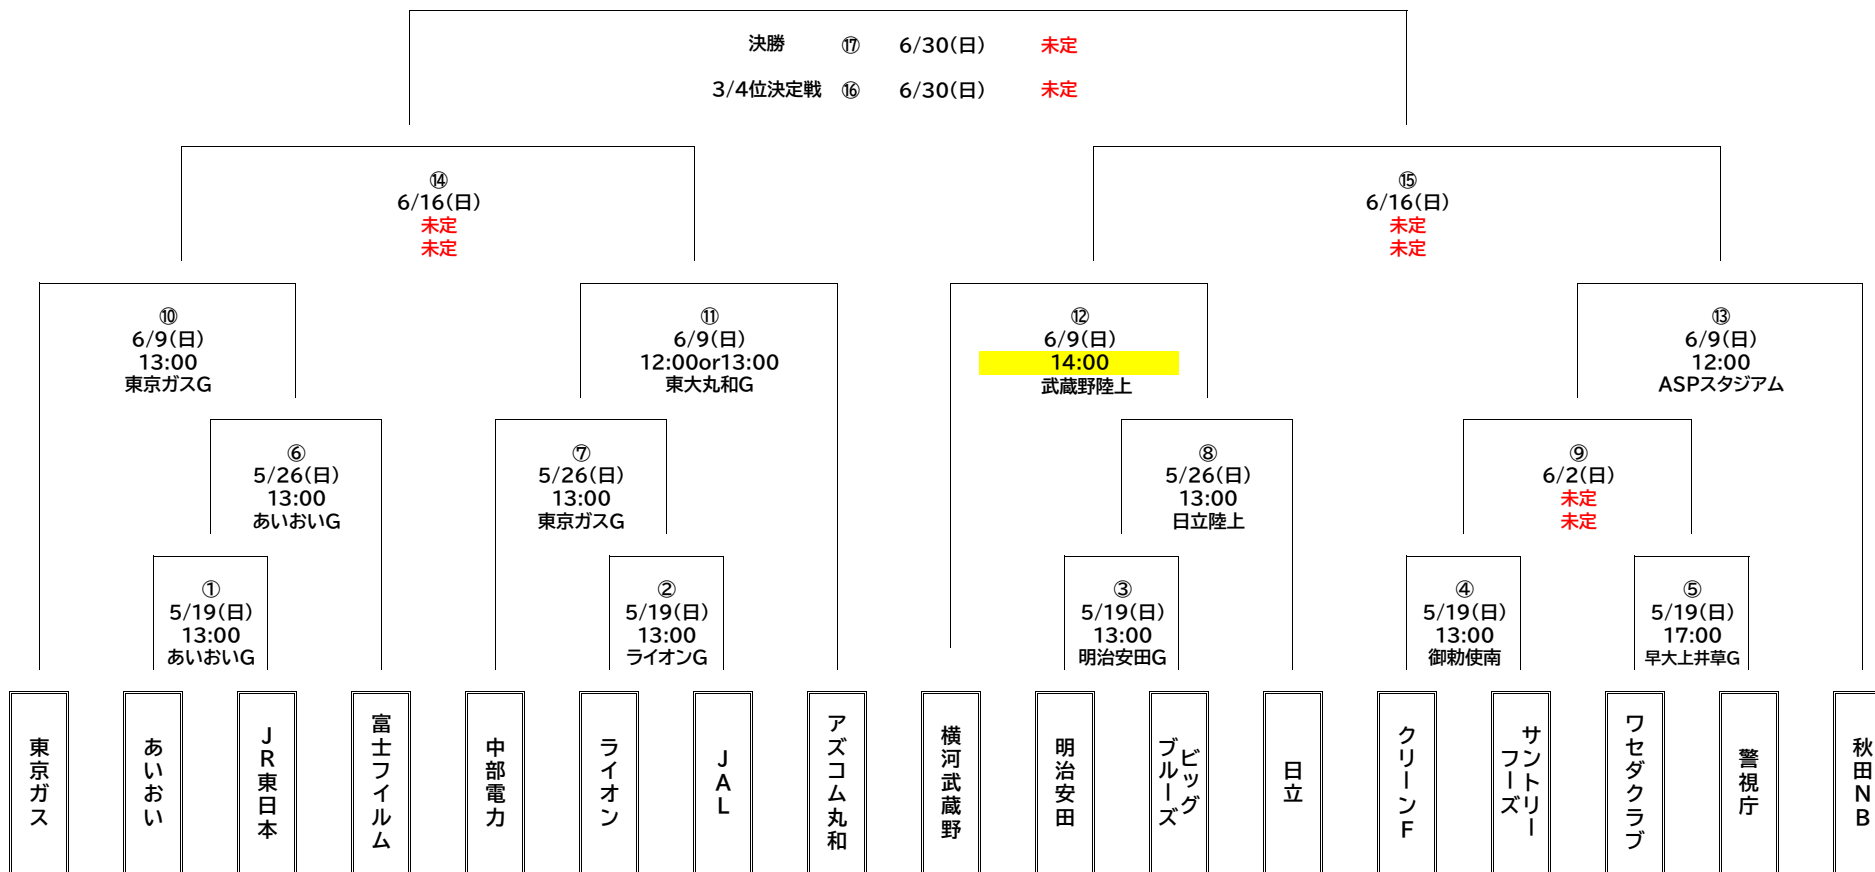 決勝 ⑰ 6/30(日) 未定
3/4位決定戦 ⑯ 6/30(日) 未定
⑭
6/16(日)
未定
未定
⑮
6/16(日)
未定
未定
⑩
6/9(日)
13:00
東京ガスG
⑪
6/9(日)
12:00or13:00
東大丸和G
⑫
6/9(日)
14:00
武蔵野陸上
⑬
6/9(日)
12:00
ASPスタジアム
⑥
5/26(日)
13:00
あいおいG
⑦
5/26(日)
13:00
東京ガスG
⑧
5/26(日)
13:00
日立陸上
⑨
6/2(日)
未定
未定
①
5/19(日)
13:00
あいおいG
②
5/19(日)
13:00
ライオンG
③
5/19(日)
13:00
明治安田G
④
5/19(日)
13:00
御勅使南
⑤
5/19(日)
17:00
早大上井草G
東京ガス
あいおい
JR東日本
富士フイルム
中部電力
ライオン
JAL
アズコム丸和
横河武蔵野
明治安田
ビッグ
ブルーズ
日立
クリーンF
サントリー
フーズ
ワセダクラブ
警視庁
秋田NB